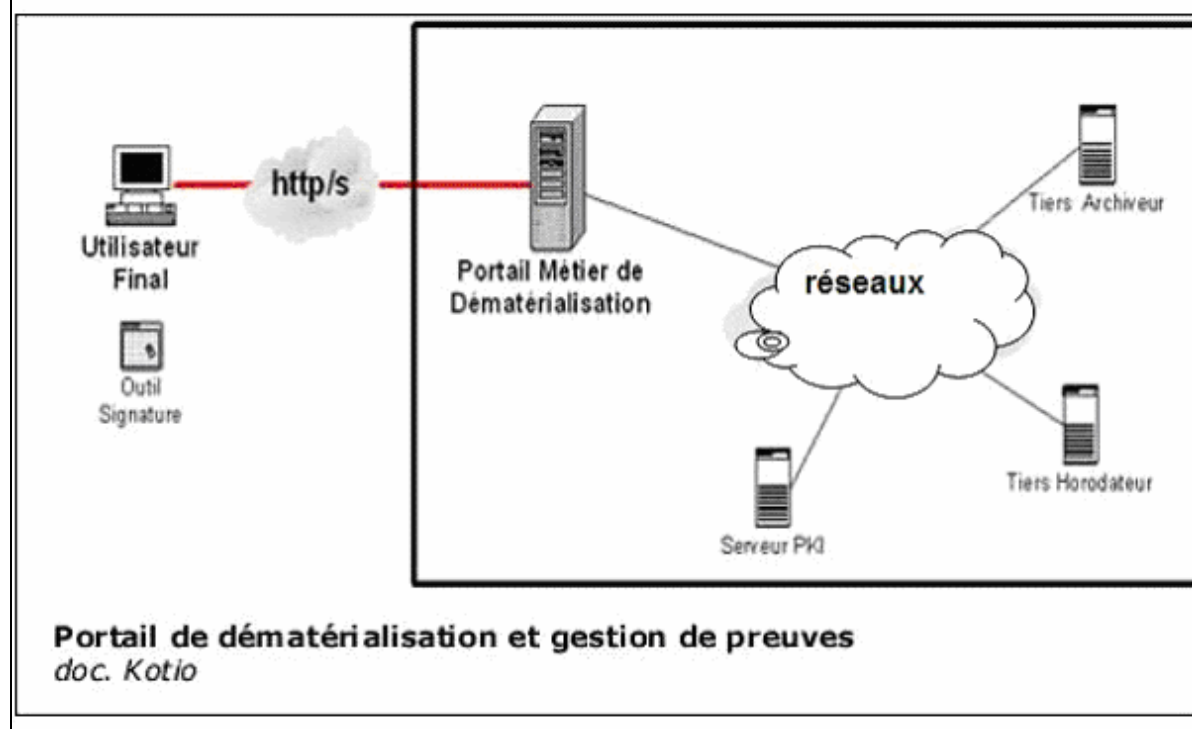 http/s
Utilisateur
Final
Outil
Signature
Portail Métier de
Dématérialisation
réseaux
Tiers Archiveur
Tiers Horodateur
Serveur PKI
Portail de dématérialisation et gestion de preuves
doc. Kotio